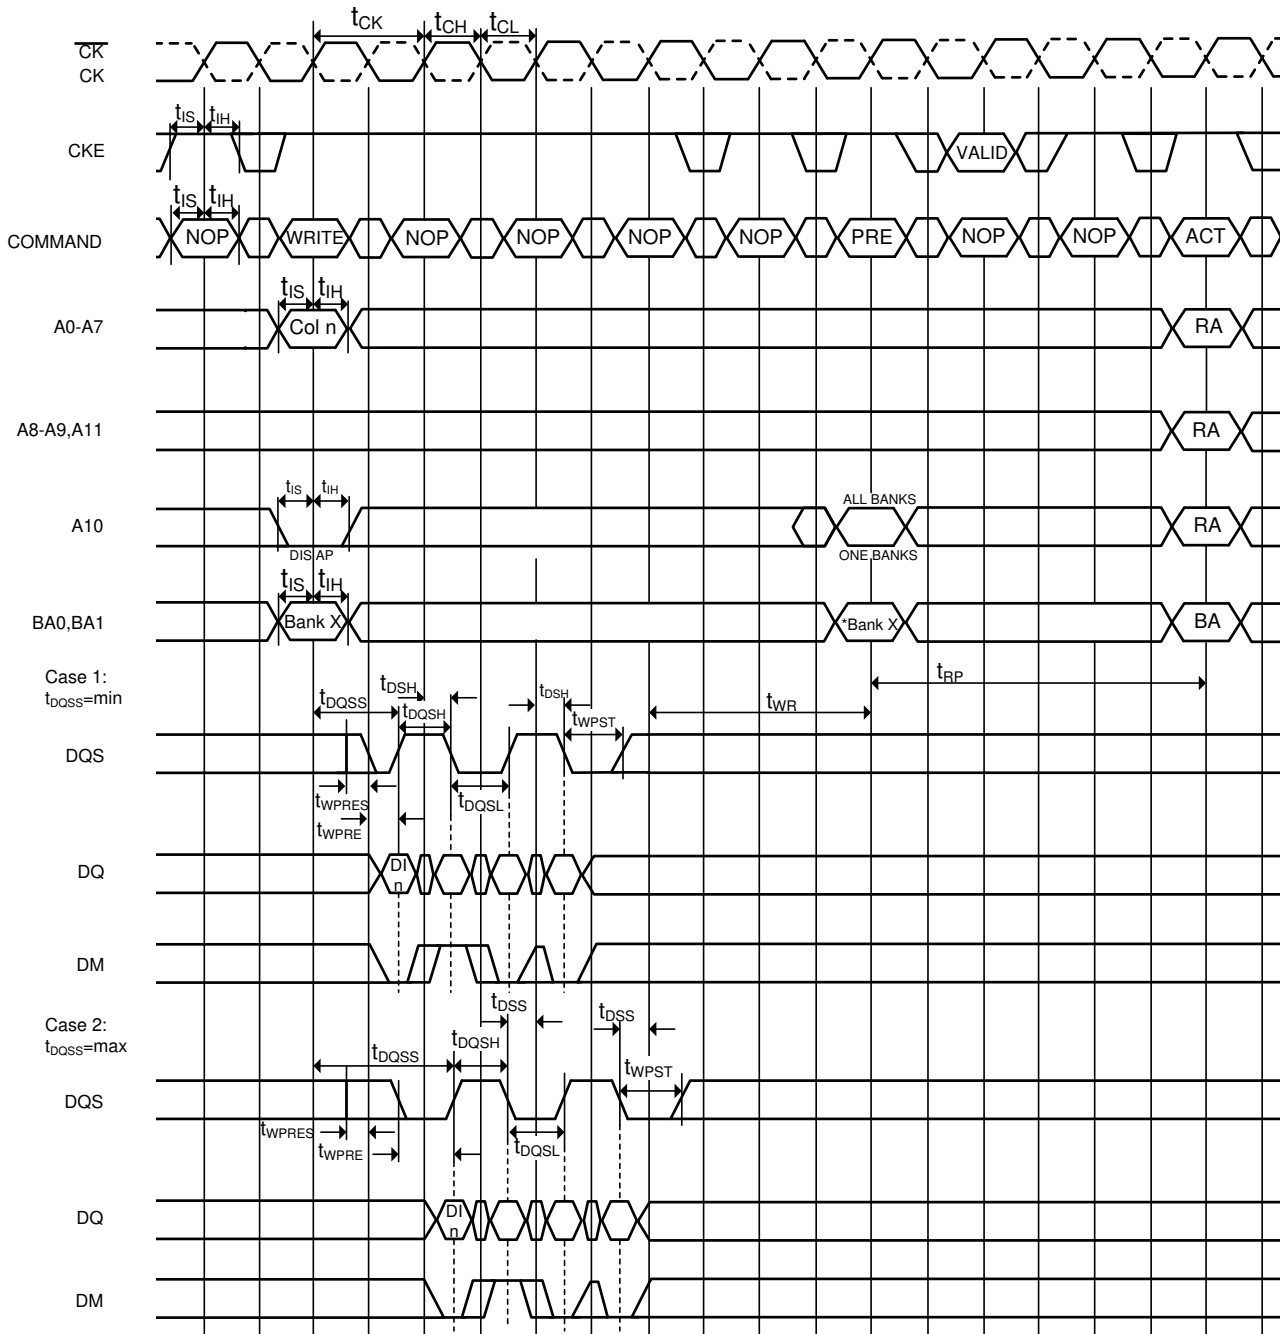 tCK tCH tCL
CK
CK
tIS tIH
CKE VALID
tIS tIH
COMMAND NOP WRITE NOP NOP NOP NOP PRE NOP NOP ACT
tIS tIH
A0-A7 Col n RA
A8-A9,A11 RA
tIS tIH ALL BANKS
A10 RA
DIS AP ONE BANKS
tIS tIH
BA0,BA1 Bank X *Bank X BA
Case 1:
tDQSS=min
tDSH tDSH tRP
tDQSS tDQSH tWPST tWR
DQS
tWPRES tDQSL
tWPRE
DQ DI n
DM
tDSS tDSS
Case 2:
tDQSS=max
tDQSS tDQSH tWPST
DQS
tWPRES tWPRE tDQSL
DQ DI n
DM